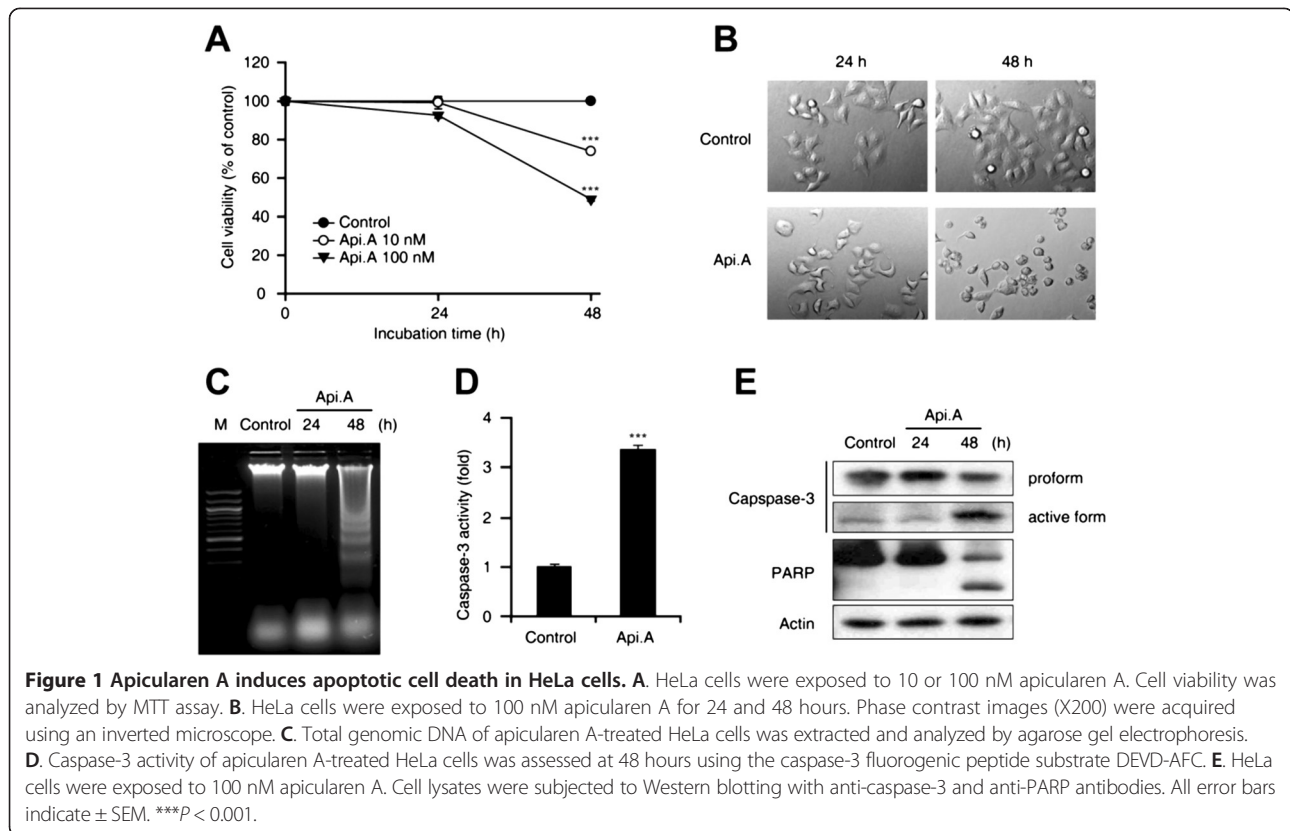 A
120
100
80
60
40
20
0
Cell viability (% of control)
***
***
Control
Api.A 10 nM
Api.A 100 nM
0 24 48
Incubation time (h)
B
24 h 48 h
Control
Api.A
C
Api.A
M Control 24 48 (h)
D
4
3
2
1
0
Caspase-3 activity (fold)
***
Control Api.A
E
Api.A
Control 24 48 (h)
Capspase-3
proform
active form
PARP
Actin
Figure 1 Apicularen A induces apoptotic cell death in HeLa cells. A. HeLa cells were exposed to 10 or 100 nM apicularen A. Cell viability was
analyzed by MTT assay. B. HeLa cells were exposed to 100 nM apicularen A for 24 and 48 hours. Phase contrast images (X200) were acquired
using an inverted microscope. C. Total genomic DNA of apicularen A-treated HeLa cells was extracted and analyzed by agarose gel electrophoresis.
D. Caspase-3 activity of apicularen A-treated HeLa cells was assessed at 48 hours using the caspase-3 fluorogenic peptide substrate DEVD-AFC. E. HeLa
cells were exposed to 100 nM apicularen A. Cell lysates were subjected to Western blotting with anti-caspase-3 and anti-PARP antibodies. All error bars
indicate ± SEM. ***P < 0.001.